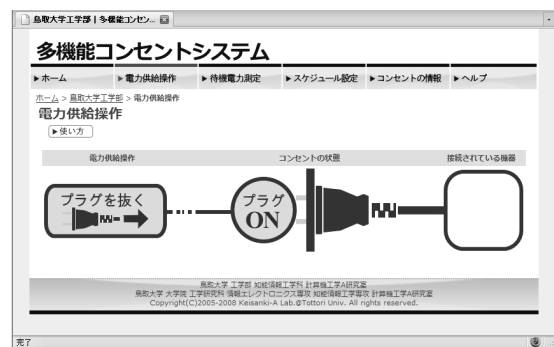 鳥取大学工学部 | 多機能コンセン...
多機能コンセントシステム
▶ホーム ▶電力供給操作 ▶待機電力測定 ▶スケジュール設定 ▶コンセントの情報 ▶ヘルプ
ホーム > 鳥取大学工学部 > 電力供給操作
電力供給操作
▶使い方
電力供給操作 コンセントの状態 接続されている機器
プラグを抜く
プラグ
ON
鳥取大学 工学部 知能情報工学科 計算機工学A研究室
鳥取大学 大学院 工学研究科 情報エレクトロニクス専攻 知能情報工学専攻 計算機工学A研究室
Copyright(C)2005-2008 Keisanki-A Lab.@Tottori Univ. All rights reserved.
完了